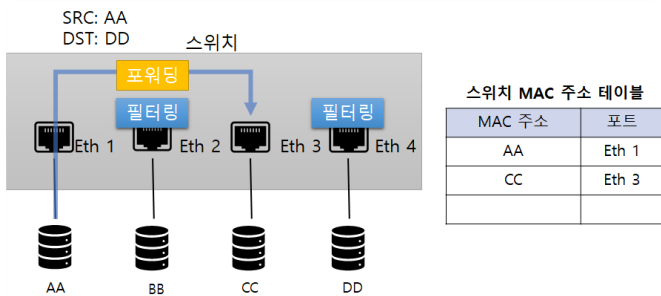 SRC: AA
DST: DD
스위치
포워딩
필터링
필터링
Eth 1
Eth 2
Eth 3
Eth 4
AA
BB
CC
DD
스위치 MAC 주소 테이블
MAC 주소 포트
AA Eth 1
CC Eth 3